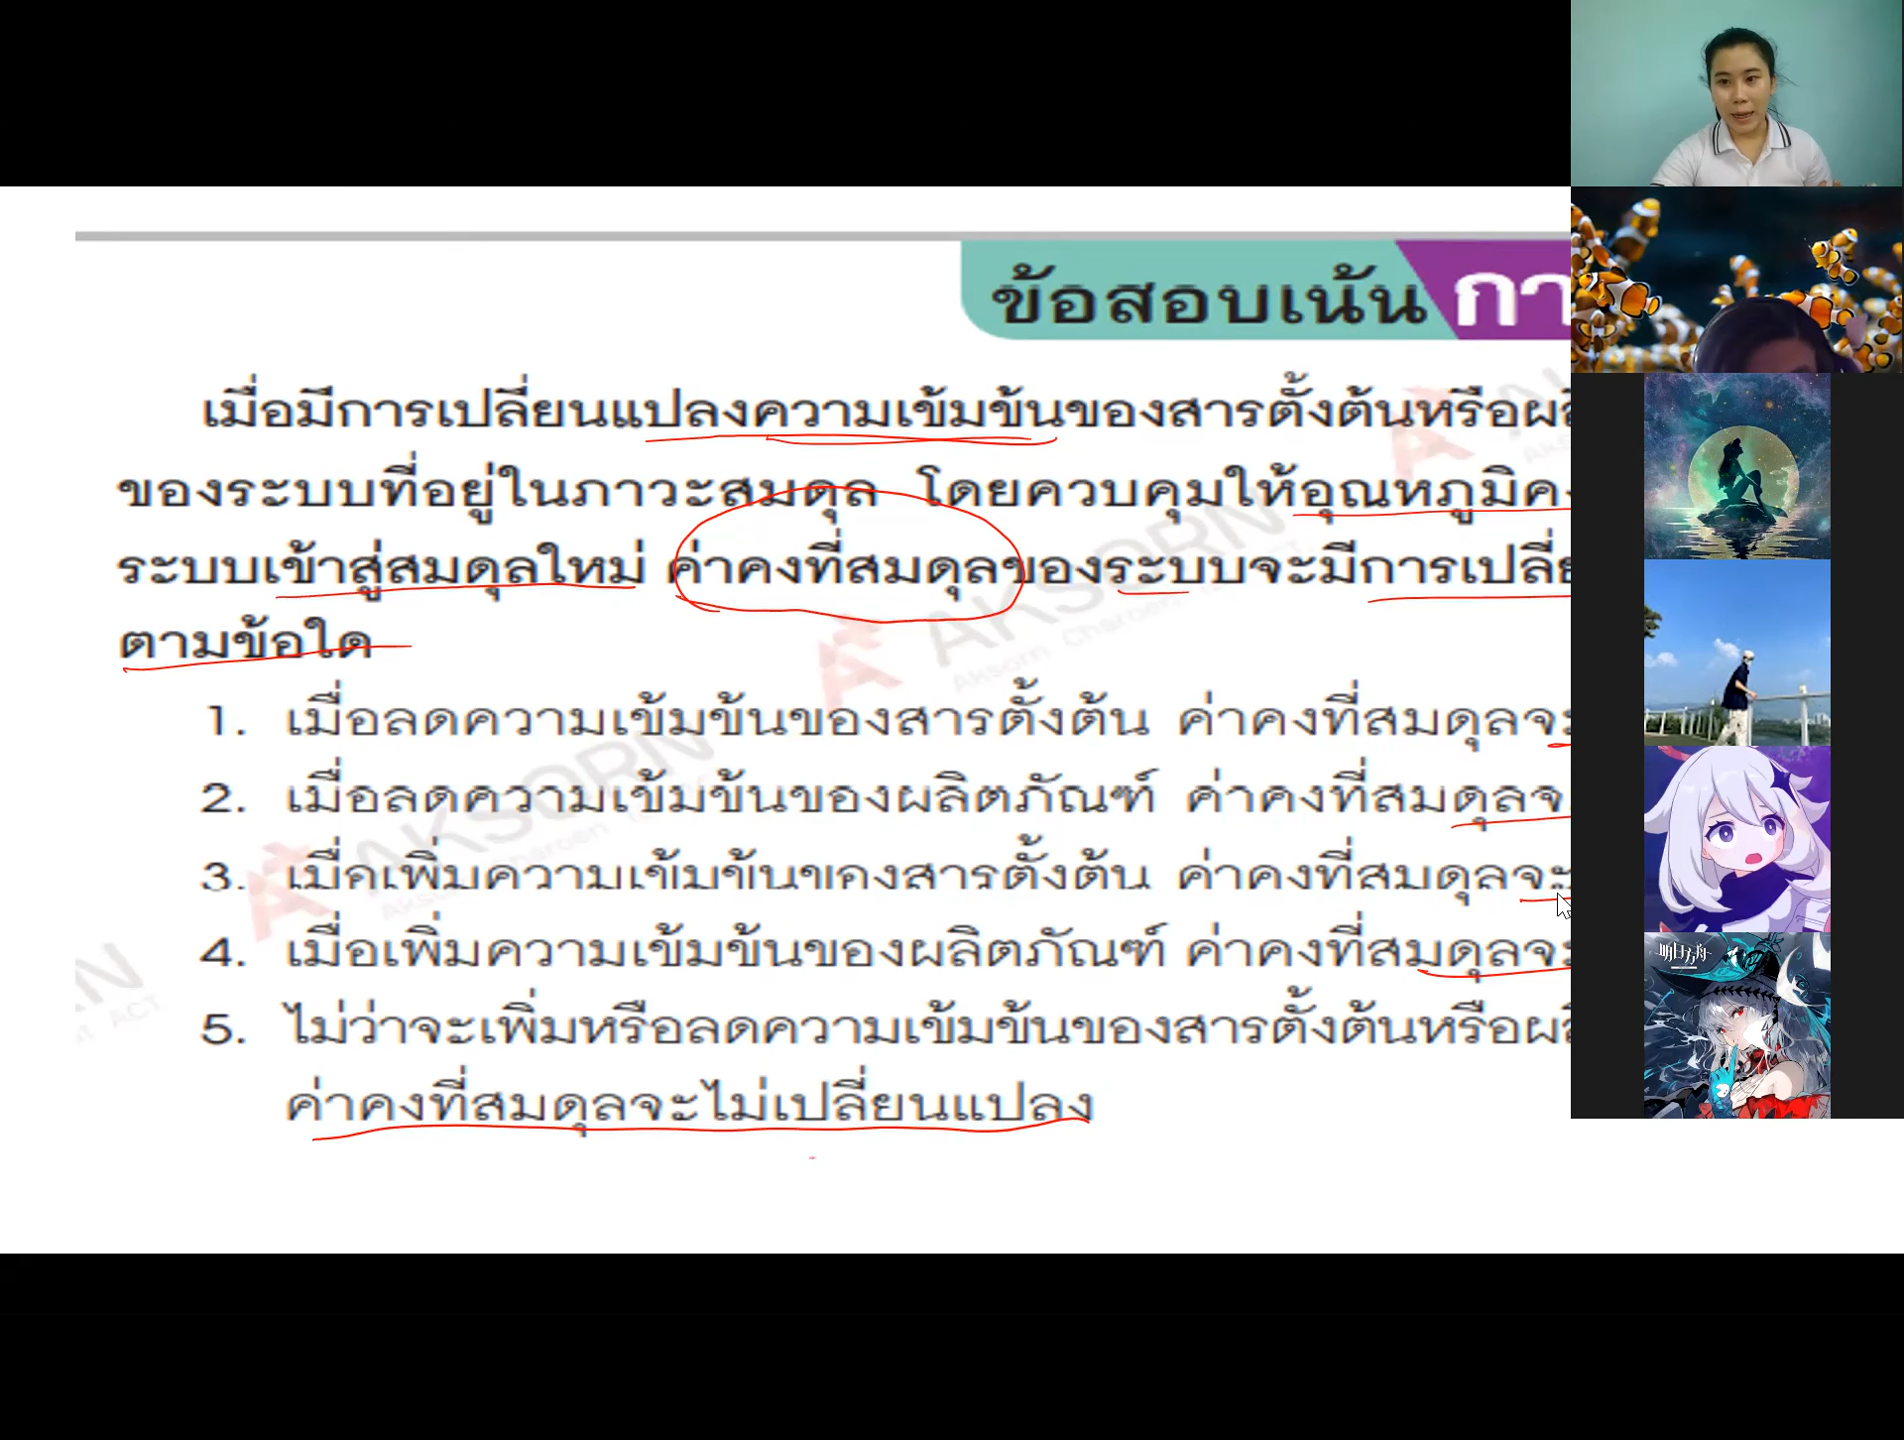 ข้อสอบเน้น กา
เมื่อมีการเปลี่ยนแปลงความเข้มข้นของสารตั้งต้นหรือผลิ
ของระบบที่อยู่ในภาวะสมดุล โดยควบคุมให้อุณหภูมิค
ระบบเข้าสู่สมดุลใหม่ ค่าคงที่สมดุลของระบบจะมีการเปลี่ย
ตามข้อใด
1. เมื่อลดความเข้มข้นของสารตั้งต้น ค่าคงที่สมดุลจะ
2. เมื่อลดความเข้มข้นของผลิตภัณฑ์ ค่าคงที่สมดุลจะ
3. เมื่อเพิ่มความเข้มข้นของสารตั้งต้น ค่าคงที่สมดุลจะ
4. เมื่อเพิ่มความเข้มข้นของผลิตภัณฑ์ ค่าคงที่สมดุลจะ
5. ไม่ว่าจะเพิ่มหรือลดความเข้มข้นของสารตั้งต้นหรือผลิ
ค่าคงที่สมดุลจะไม่เปลี่ยนแปลง
AKSORN
AKSORN
明日方舟